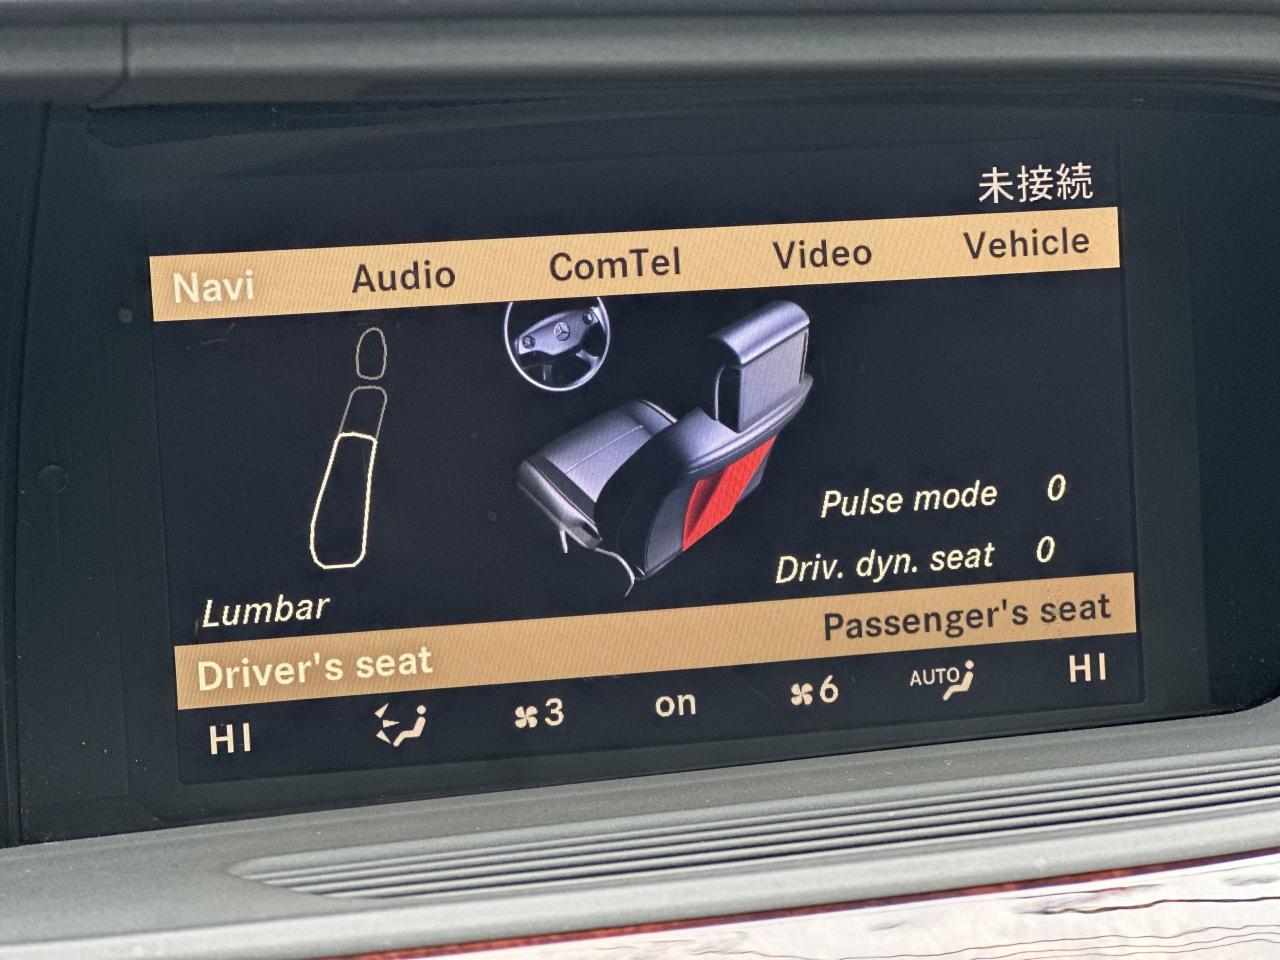 未接続
Navi Audio ComTel Video Vehicle
Pulse mode 0
Driv. dyn. seat 0
Lumbar
Driver's seat Passenger's seat
HI 3 on 6 AUTO HI